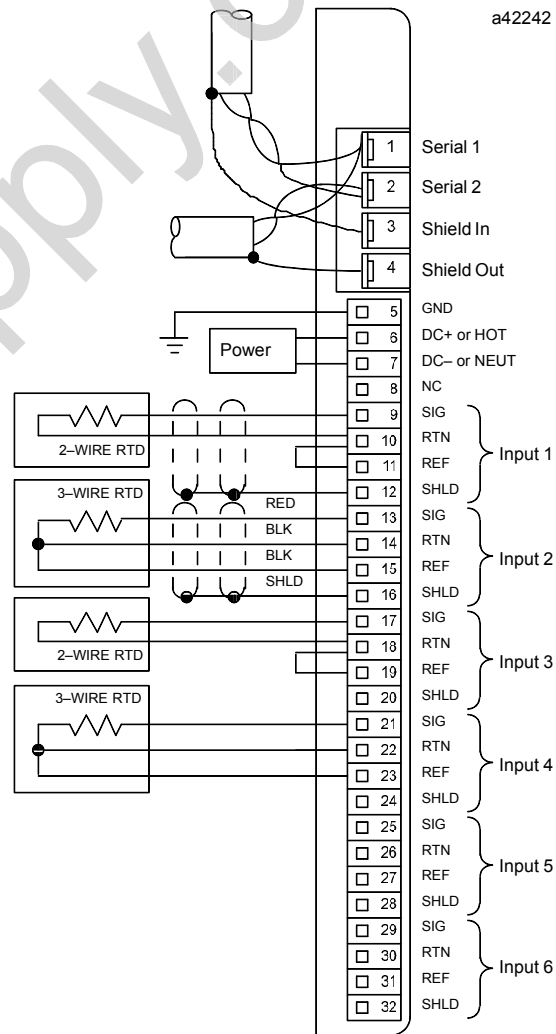 a42242
1 Serial 1
2 Serial 2
3 Shield In
4 Shield Out
5 GND
Power
6 DC+ or HOT
7 DC– or NEUT
8 NC
9 SIG
10 RTN
2–WIRE RTD
11 REF
Input 1
12 SHLD
3–WIRE RTD
RED
13 SIG
BLK
14 RTN
BLK
15 REF
Input 2
SHLD
16 SHLD
17 SIG
18 RTN
2–WIRE RTD
19 REF
Input 3
20 SHLD
3–WIRE RTD
21 SIG
22 RTN
23 REF
Input 4
24 SHLD
25 SIG
26 RTN
27 REF
Input 5
28 SHLD
29 SIG
30 RTN
31 REF
Input 6
32 SHLD